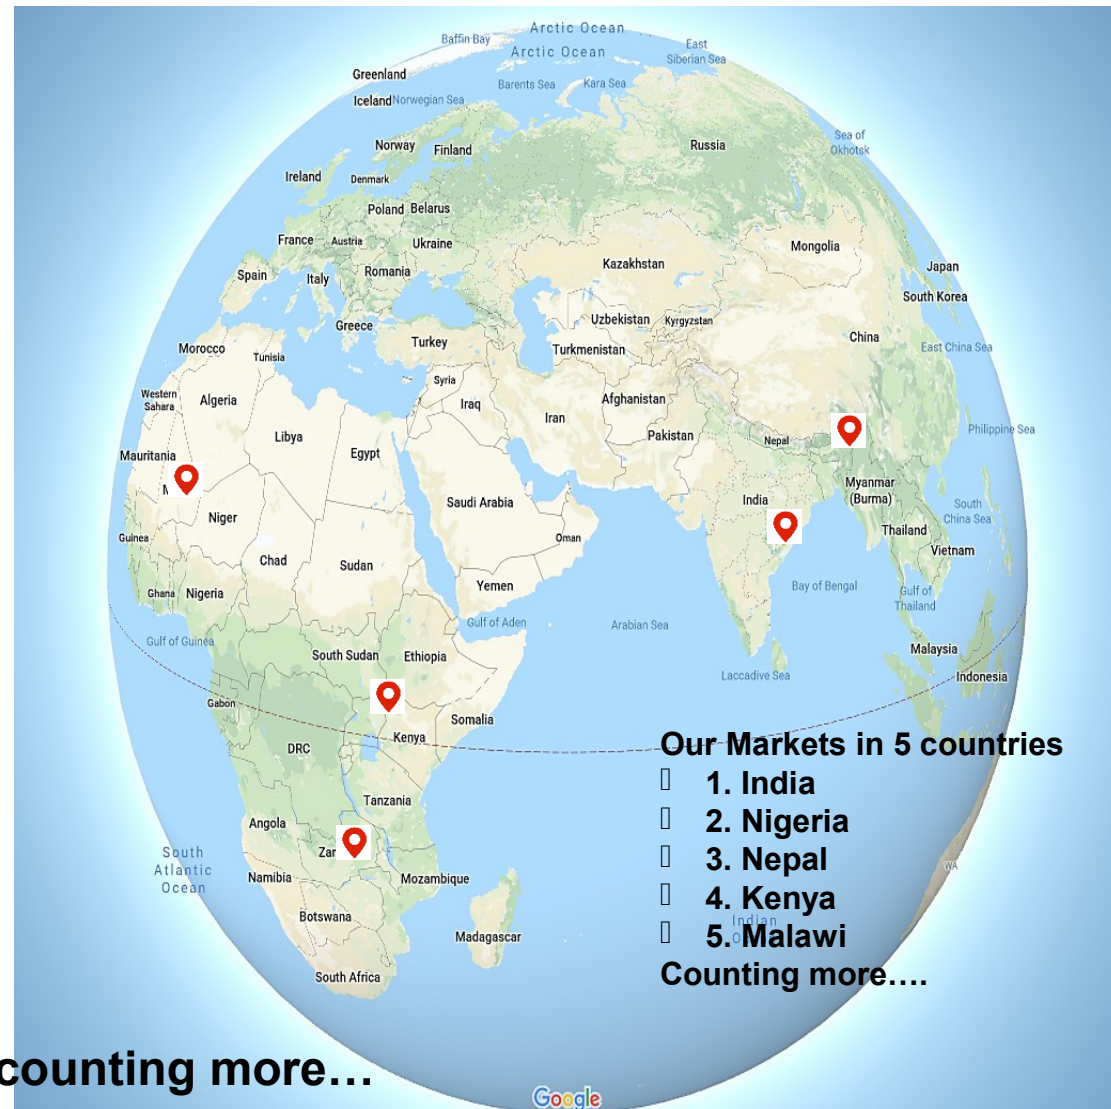 Arctic Ocean
Baffin Bay
Arctic Ocean
East
Siberian Sea
Greenland
Barents Sea
Kara Sea
Iceland
Norwegian Sea
Sea of
Okhotsk
Norway
Finland
Russia
Ireland
Denmark
Poland
Belarus
France
Austria
Ukraine
Mongolia
Kazakhstan
Spain
Italy
Romania
Japan
South Korea
Greece
Uzbekistan
Kyrgyzstan
Turkey
China
Morocco
Tunisia
Turkmenistan
East China Sea
Syria
Western
Sahara
Algeria
Iraq
Afghanistan
Iran
Libya
Pakistan
Nepal
Philippine Sea
Mauritania
Egypt
Myanmar
(Burma)
M
Saudi Arabia
India
South
China Sea
Niger
Guinea
Oman
Thailand
Vietnam
Chad
Sudan
Yemen
Bay of Bengal
Ghana
Nigeria
Gulf of
Thailand
Gulf of Aden
Arabian Sea
Gulf of Guinea
South Sudan
Ethiopia
Malaysia
Laccadive Sea
Indonesia
Gabon
Somalia
Kenya
DRC
Our Markets in 5 countries
1. India
2. Nigeria
3. Nepal
4. Kenya
5. Malawi
Counting more….
Tanzania
Angola
Zar
South
Atlantic
Ocean
WA
Namibia
Mozambique
Botswana
Indian
O
Madagascar
South Africa
counting more…
Google